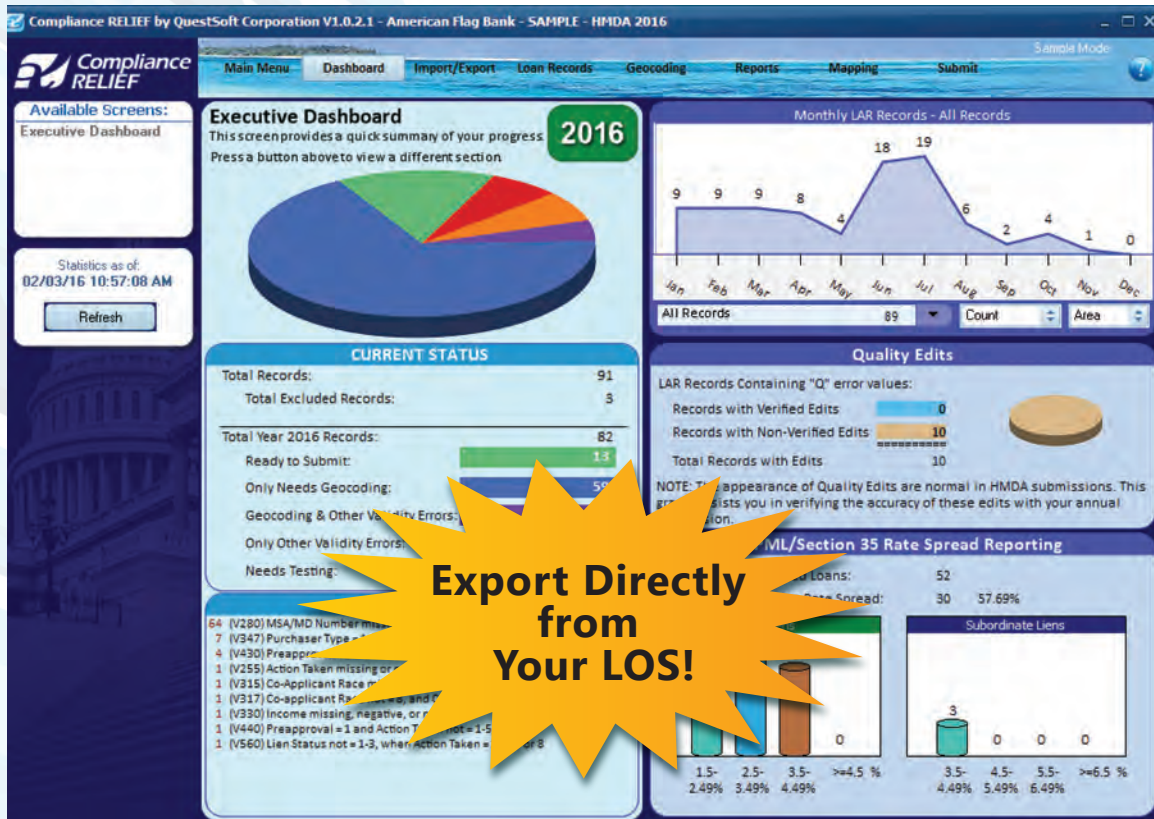 Compliance RELIEF by QuestSoft Corporation V1.0.2.1 - American Flag Bank - SAMPLE - HMDA 2016
Compliance
RELIEF
Sample Mode
Main Menu Dashboard Import/Export Loan Records Geocoding Reports Mapping Submit ?
Available Screens:
Executive Dashboard
Statistics as of:
02/03/16 10:57:08 AM
Refresh
Executive Dashboard
This screen provides a quick summary of your progress
Press a button above to view a different section
2016
CURRENT STATUS
Total Records: 91
Total Excluded Records: 3
Total Year 2016 Records: 82
Ready to Submit: 13
Only Needs Geocoding: 59
Geocoding & Other Validity Errors:
Only Other Validity Errors:
Needs Testing:
64 (V280) MSA/MD Number
7 (V347) Purchaser Type
4 (V430)
1 (V255) Action Taken missing or
1 (V315) Co-Applicant Race
1 (V317) Co-applicant and
1 (V330) Income missing, negative, or
1 (V440) Preapproval = 1 and Action not = 1-5
1 (V560) Lien Status not = 1-3, when Action Taken = or 8
Monthly LAR Records - All Records
9 9 9 8 4 18 19 6 2 4 1 0
Jan Feb Mar Apr May Jun Jul Aug Sep Oct Nov Dec
All Records 89 Count Area
Quality Edits
LAR Records Containing "Q" error values:
Records with Verified Edits 0
Records with Non-Verified Edits 10
==========
Total Records with Edits 10
NOTE: The appearance of Quality Edits are normal in HMDA submissions. This
you in verifying the accuracy of these edits with your annual
ML/Section 35 Rate Spread Reporting
Loans: 52
Rate Spread: 30 57.69%
0
1.5-2.49% 2.5-3.49% 3.5-4.49% >=4.5 %
Subordinate Liens
3 0 0 0
3.5-4.49% 4.5-5.49% 5.5-6.49% >=6.5 %
Export Directly
from
Your LOS!